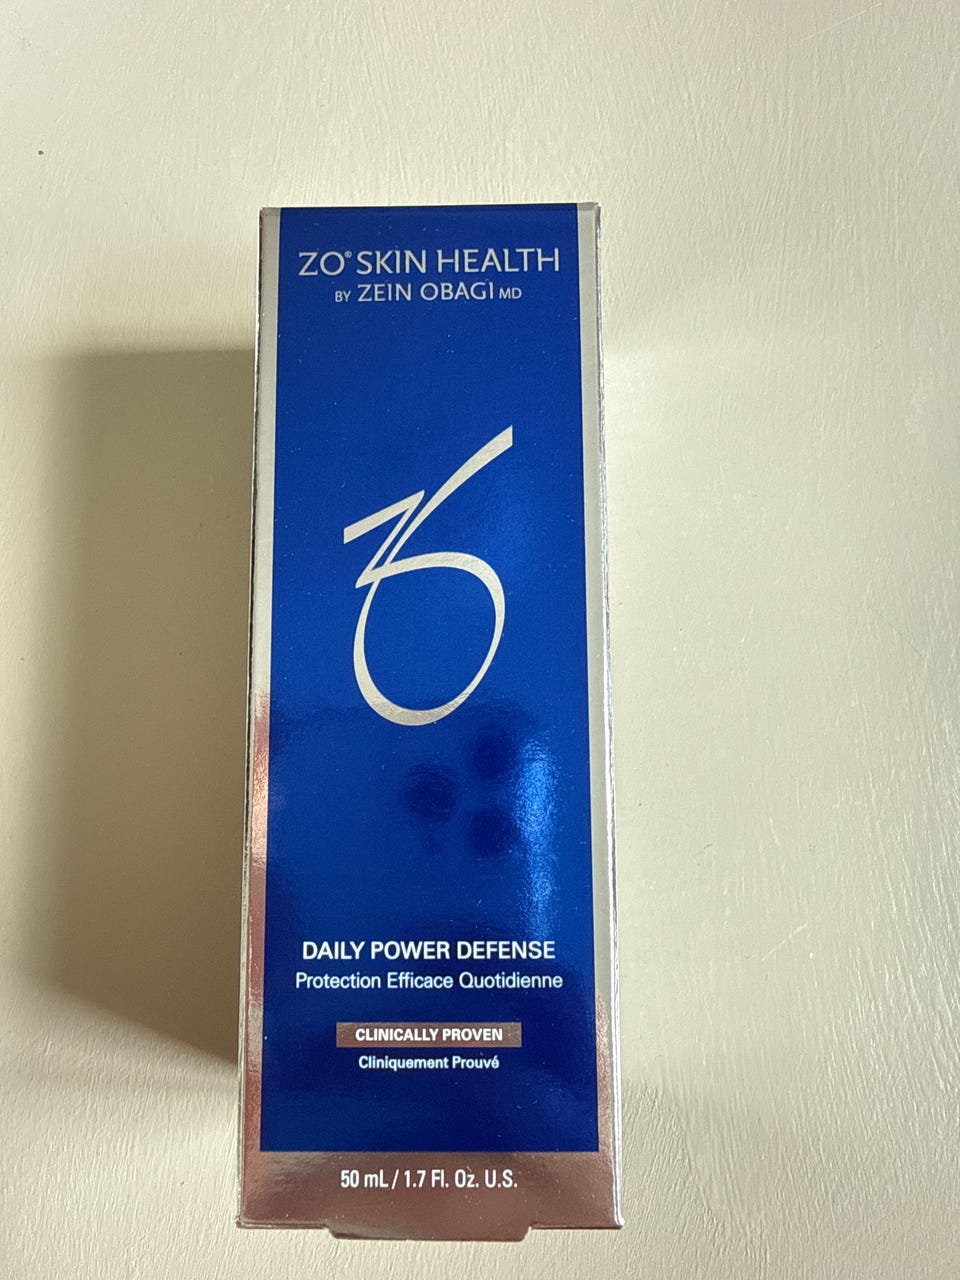 ZO® SKIN HEALTH
BY ZEIN OBAGI MD
ZO
DAILY POWER DEFENSE
Protection Efficace Quotidienne
CLINICALLY PROVEN
Cliniquement Prouvé
50 mL / 1.7 Fl. Oz. U.S.